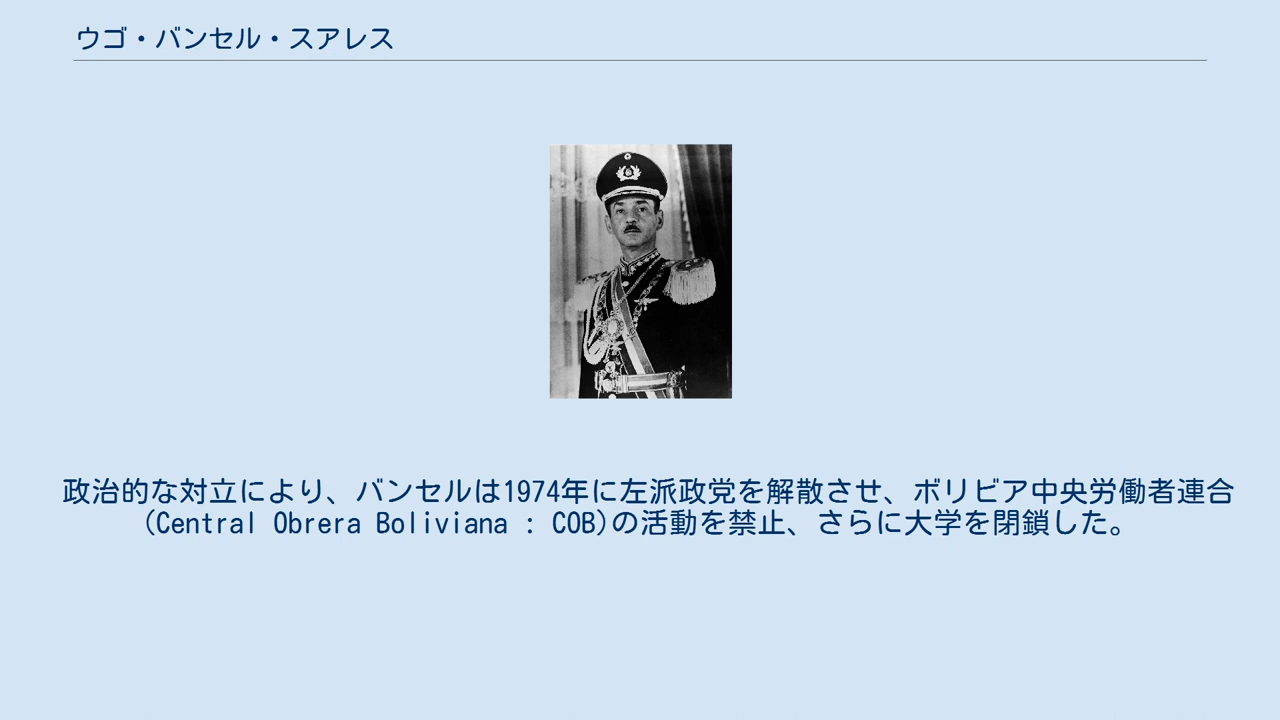 ウゴ・バンセル・スアレス
政治的な対立により、バンセルは1974年に左派政党を解散させ、ボリビア中央労働者連合
(Central Obrera Boliviana : COB)の活動を禁止、さらに大学を閉鎖した。